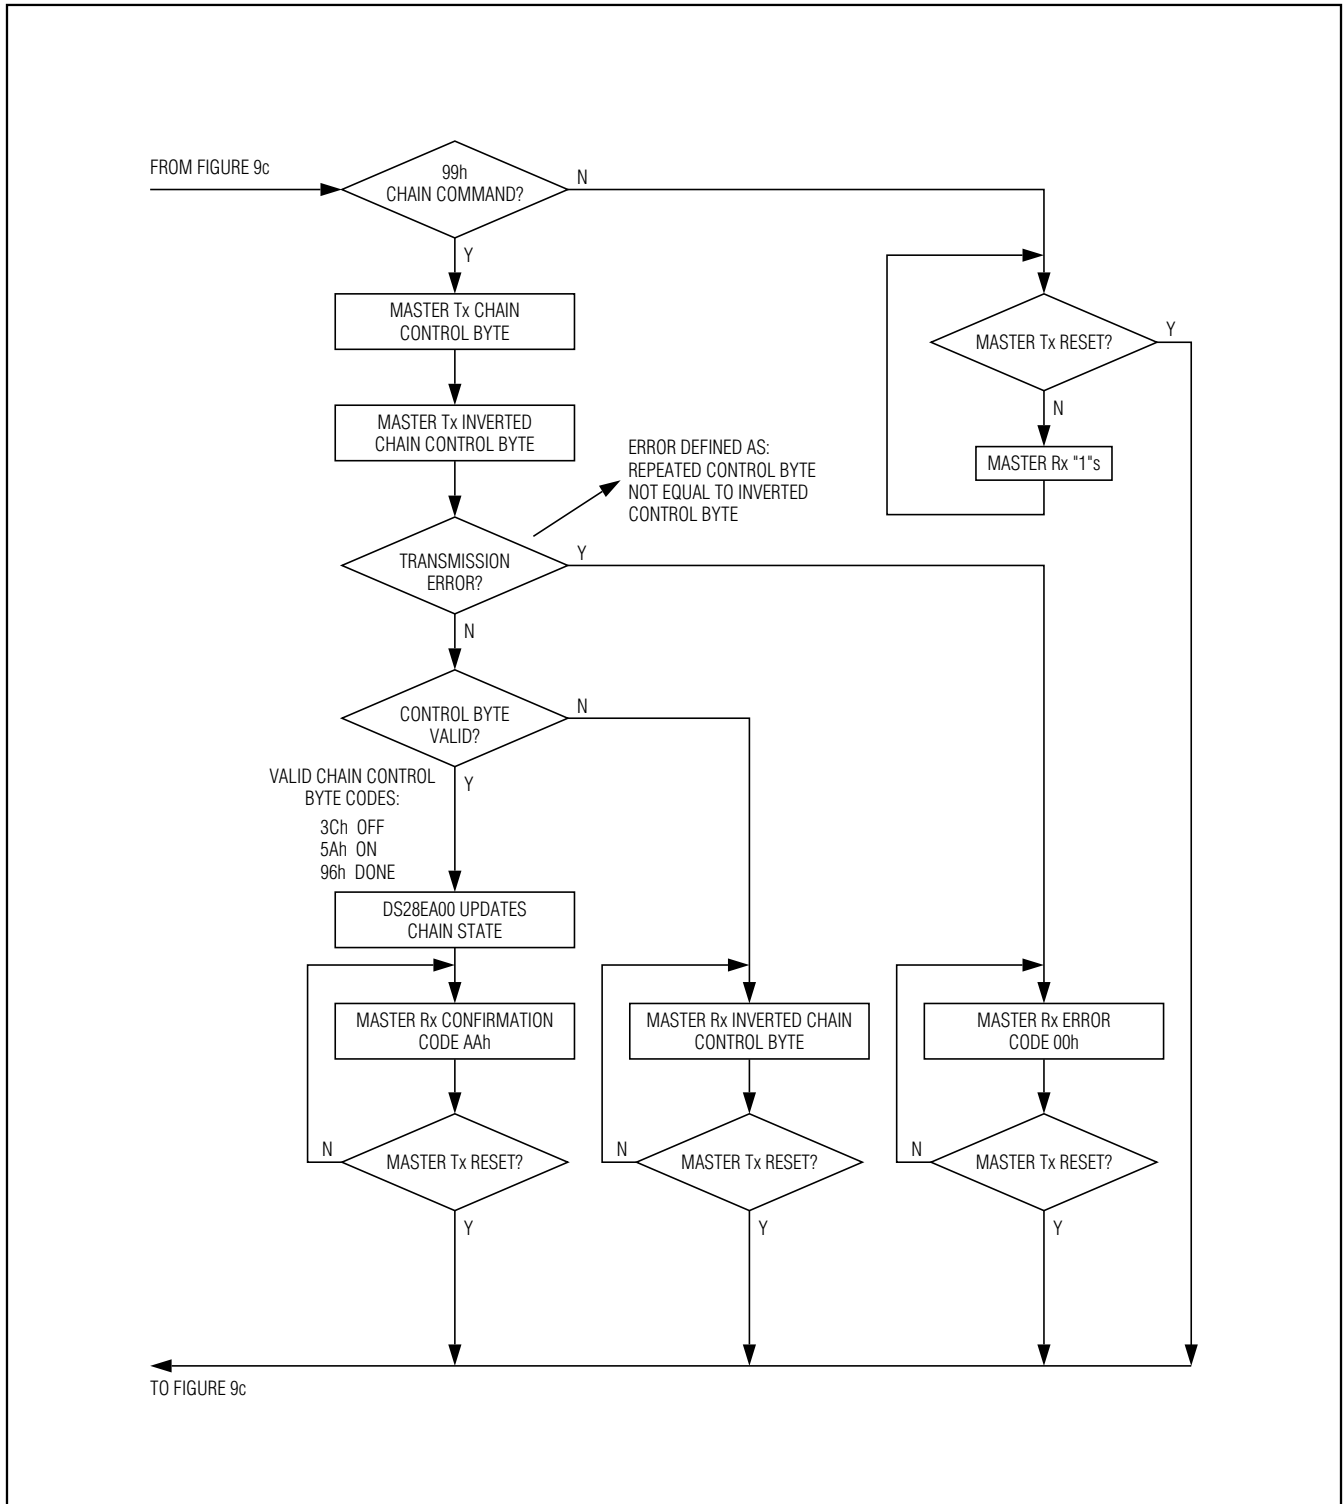 FROM FIGURE 9c
99h
CHAIN COMMAND?
N
Y
MASTER Tx CHAIN
CONTROL BYTE
MASTER Tx RESET?
Y
N
MASTER Rx "1"s
MASTER Tx INVERTED
CHAIN CONTROL BYTE
ERROR DEFINED AS:
REPEATED CONTROL BYTE
NOT EQUAL TO INVERTED
CONTROL BYTE
TRANSMISSION
ERROR?
Y
N
CONTROL BYTE
VALID?
N
Y
VALID CHAIN CONTROL
BYTE CODES:
3Ch OFF
5Ah ON
96h DONE
DS28EA00 UPDATES
CHAIN STATE
MASTER Rx CONFIRMATION
CODE AAh
MASTER Rx INVERTED CHAIN
CONTROL BYTE
MASTER Rx ERROR
CODE 00h
N
MASTER Tx RESET?
Y
N
MASTER Tx RESET?
Y
N
MASTER Tx RESET?
Y
TO FIGURE 9c